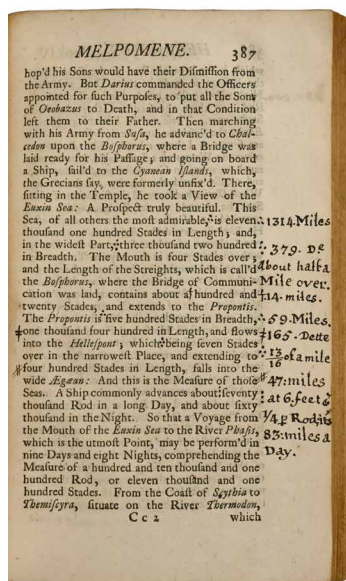 MELPOMENE. 387
hop'd his Sons would have their Dismission from
the Army. But Darius commanded the Officers
appointed for such Purposes, to put all the Sons
of Oeobazus to Death, and in that Condition
left them to their Father. Then marching
with his Army from Susa, he advanc'd to Chal-
cedon upon the Bosphorus, where a Bridge was
laid ready for his Passage; and going on board
a Ship, sail'd to the Cyanean Islands, which,
the Grecians say, were formerly unfix'd. There,
sitting in the Temple, he took a View of the
Euxin Sea: A Prospect truly beautiful. This
Sea, of all others the most admirable, is eleven 1314. Miles
thousand one hundred Stades in Length; and,
in the widest Part, three thousand two hundred 379. De
in Breadth. The Mouth is four Stades over;
and the Length of the Streights, which is call'd about half a
the Bosphorus, where the Bridge of Communi- Mile over.
cation was laid, contains about a hundred and 14. miles.
twenty Stades, and extends to the Propontis.
The Propontis is five hundred Stades in Breadth, 59. Miles.
one thousand four hundred in Length, and flows 165. Dette
into the Hellespont; which being seven Stades
over in the narrowest Place, and extending to 13/16 of a mile
four hundred Stades in Length, falls into the
wide Ægæan: And this is the Measure of those 47: miles
Seas. A Ship commonly advances about seventy
thousand Rod in a long Day, and about sixty at 6. feet
thousand in the Night. So that a Voyage from
the Mouth of the Euxin Sea to the River Phasis, 83: miles a
which is the utmost Point, may be perform'd in
nine Days and eight Nights, comprehending the Day.
Measure of a hundred and ten thousand and one
hundred Rod, or eleven thousand and one
hundred Stades. From the Coast of Scythia to
Themiscyra, situate on the River Thermodon,
C c 2 which